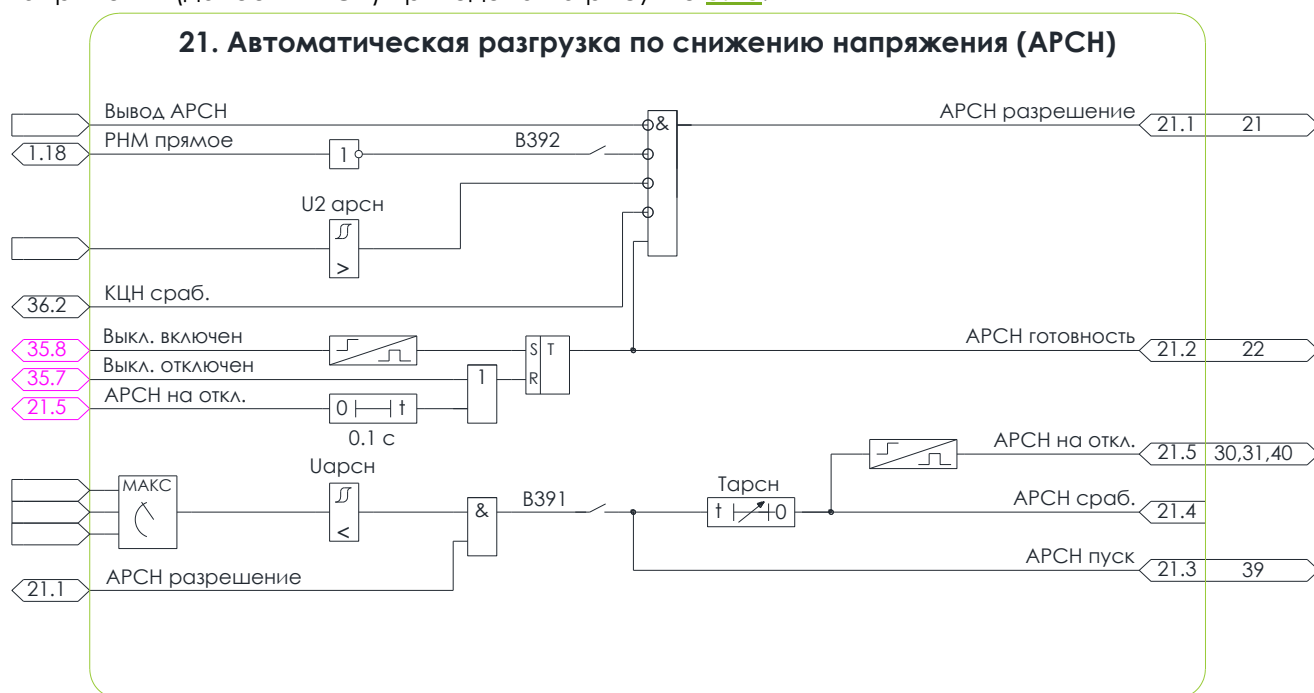 21. Автоматическая разгрузка по снижению напряжения (АРСН)
Вывод АРСН
&
АРСН разрешение
21.1
21
1.18
РНМ прямое
1
В392
U2 арсн
>
36.2
КЦН сраб.
35.8
Выкл. включен
S
T
АРСН готовность
21.2
22
35.7
Выкл. отключен
R
1
21.5
АРСН на откл.
0
t
0.1 с
АРСН на откл.
21.5
30,31,40
МАКС
Uарсн
<
&
В391
Тарсн
t
0
АРСН сраб.
21.4
АРСН пуск
21.3
39
21.1
АРСН разрешение